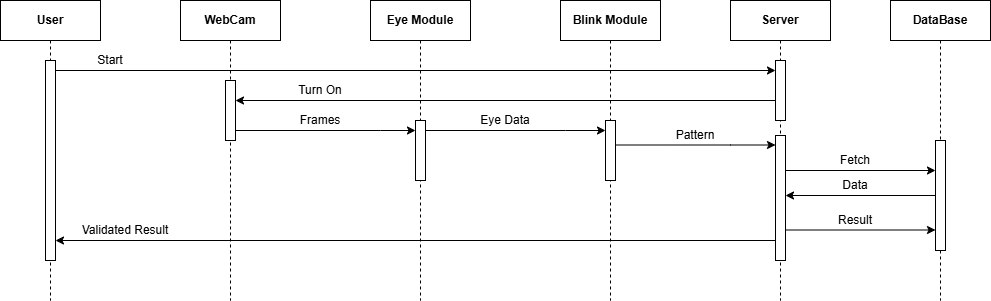 User
WebCam
Eye Module
Blink Module
Server
DataBase
Start
Turn On
Frames
Eye Data
Pattern
Fetch
Data
Result
Validated Result